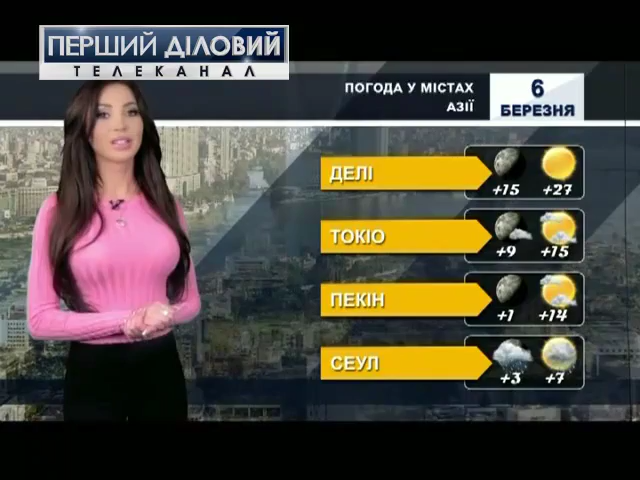 ПЕРШИЙ ДІЛОВИЙ
ТЕЛЕКАНАЛ
ПОГОДА У МІСТАХ
АЗІЇ
6
БЕРЕЗНЯ
ДЕЛІ
+15 +27
ТОКІО
+9 +15
ПЕКІН
+1 +14
СЕУЛ
+3 +7